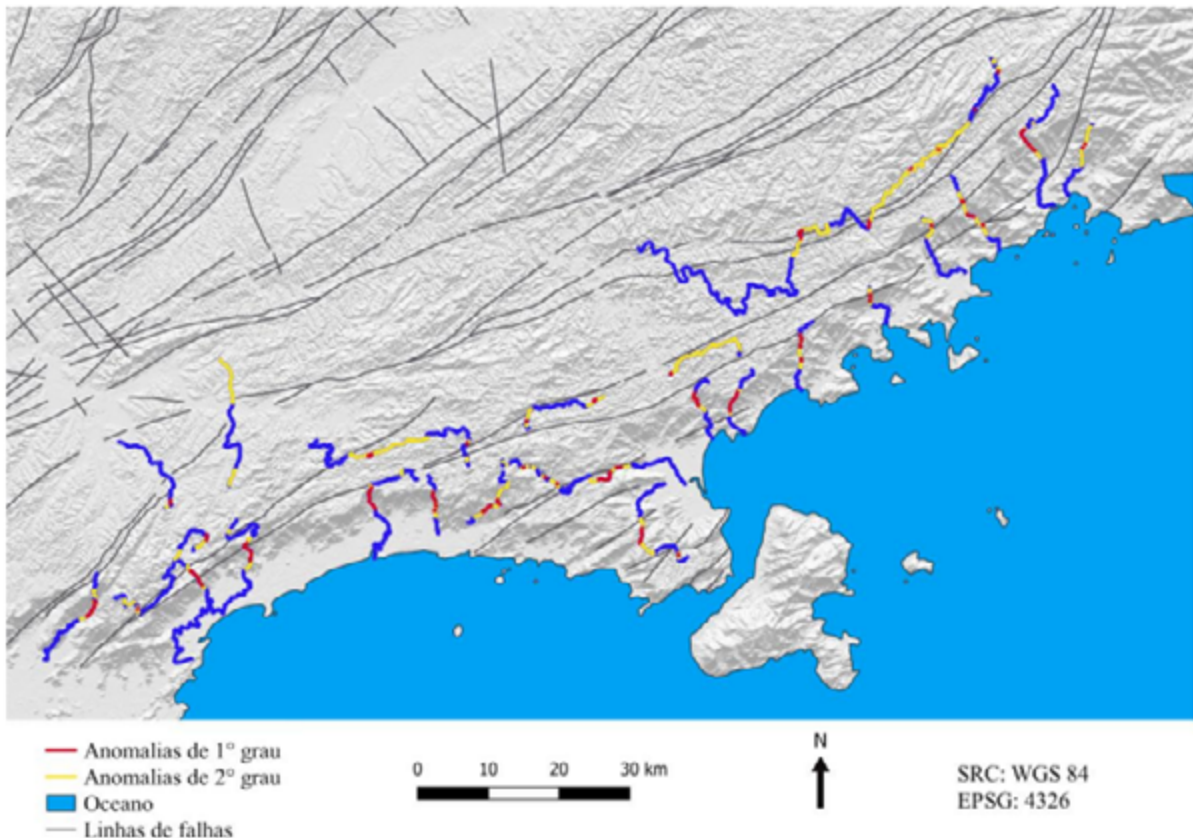 Anomalias de 1° grau
Anomalias de 2° grau
Oceano
Linhas de falhas
0 10 20 30 km
N
SRC: WGS 84
EPSG: 4326